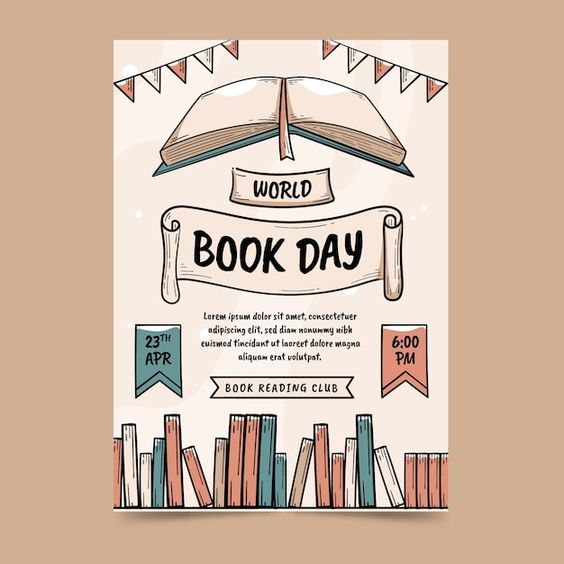 WORLD
BOOK DAY
Lorem ipsum dolor sit amet, consectetuer
adipiscing elit, sed diam nonummy nibh
euismod tincidunt ut laoreet dolore magna
aliquam erat volutpat.
23TH
APR
6:00
PM
BOOK READING CLUB